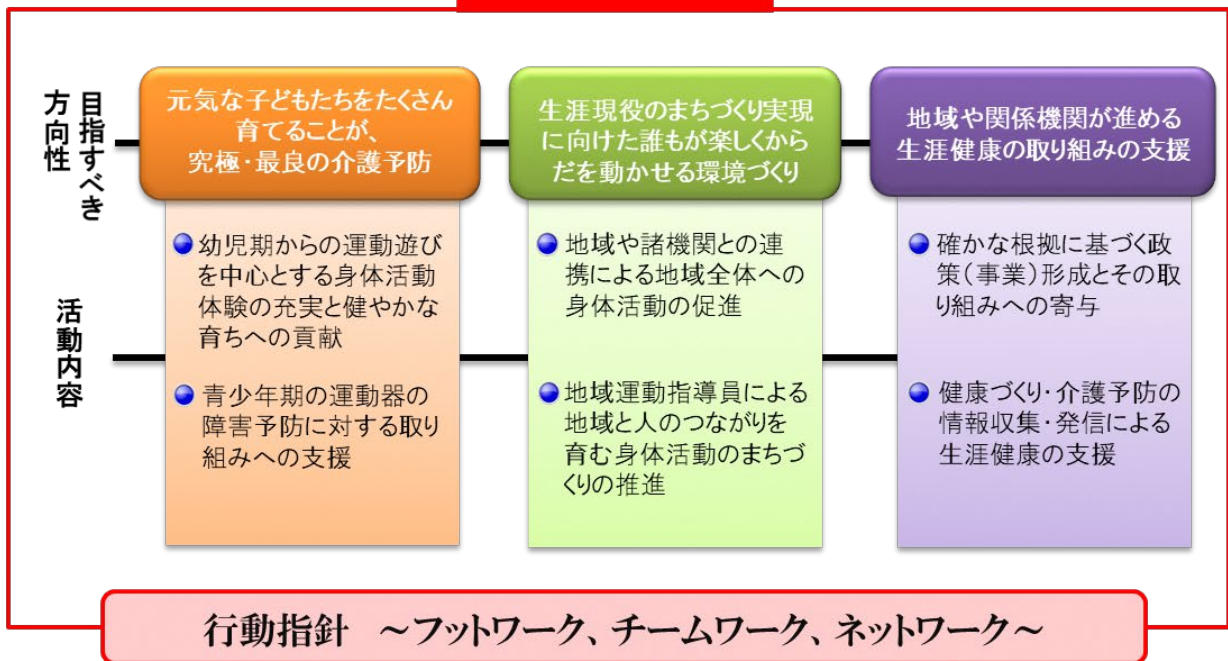 目指すべき
方向性
元気な子どもたちをたくさん
育てることが、
究極・最良の介護予防
生涯現役のまちづくり実現
に向けた誰もが楽しくから
だを動かせる環境づくり
地域や関係機関が進める
生涯健康の取り組みの支援
活動内容
幼児期からの運動遊び
を中心とする身体活動
体験の充実と健やかな
育ちへの貢献
青少年期の運動器の
障害予防に対する取り
組みへの支援
地域や諸機関との連
携による地域全体への
身体活動の促進
地域運動指導員による
地域と人のつながりを
育む身体活動のまちづ
くりの推進
確かな根拠に基づく政
策(事業)形成とその取
り組みへの寄与
健康づくり・介護予防の
情報収集・発信による
生涯健康の支援
行動指針 ~フットワーク、チームワーク、ネットワーク~